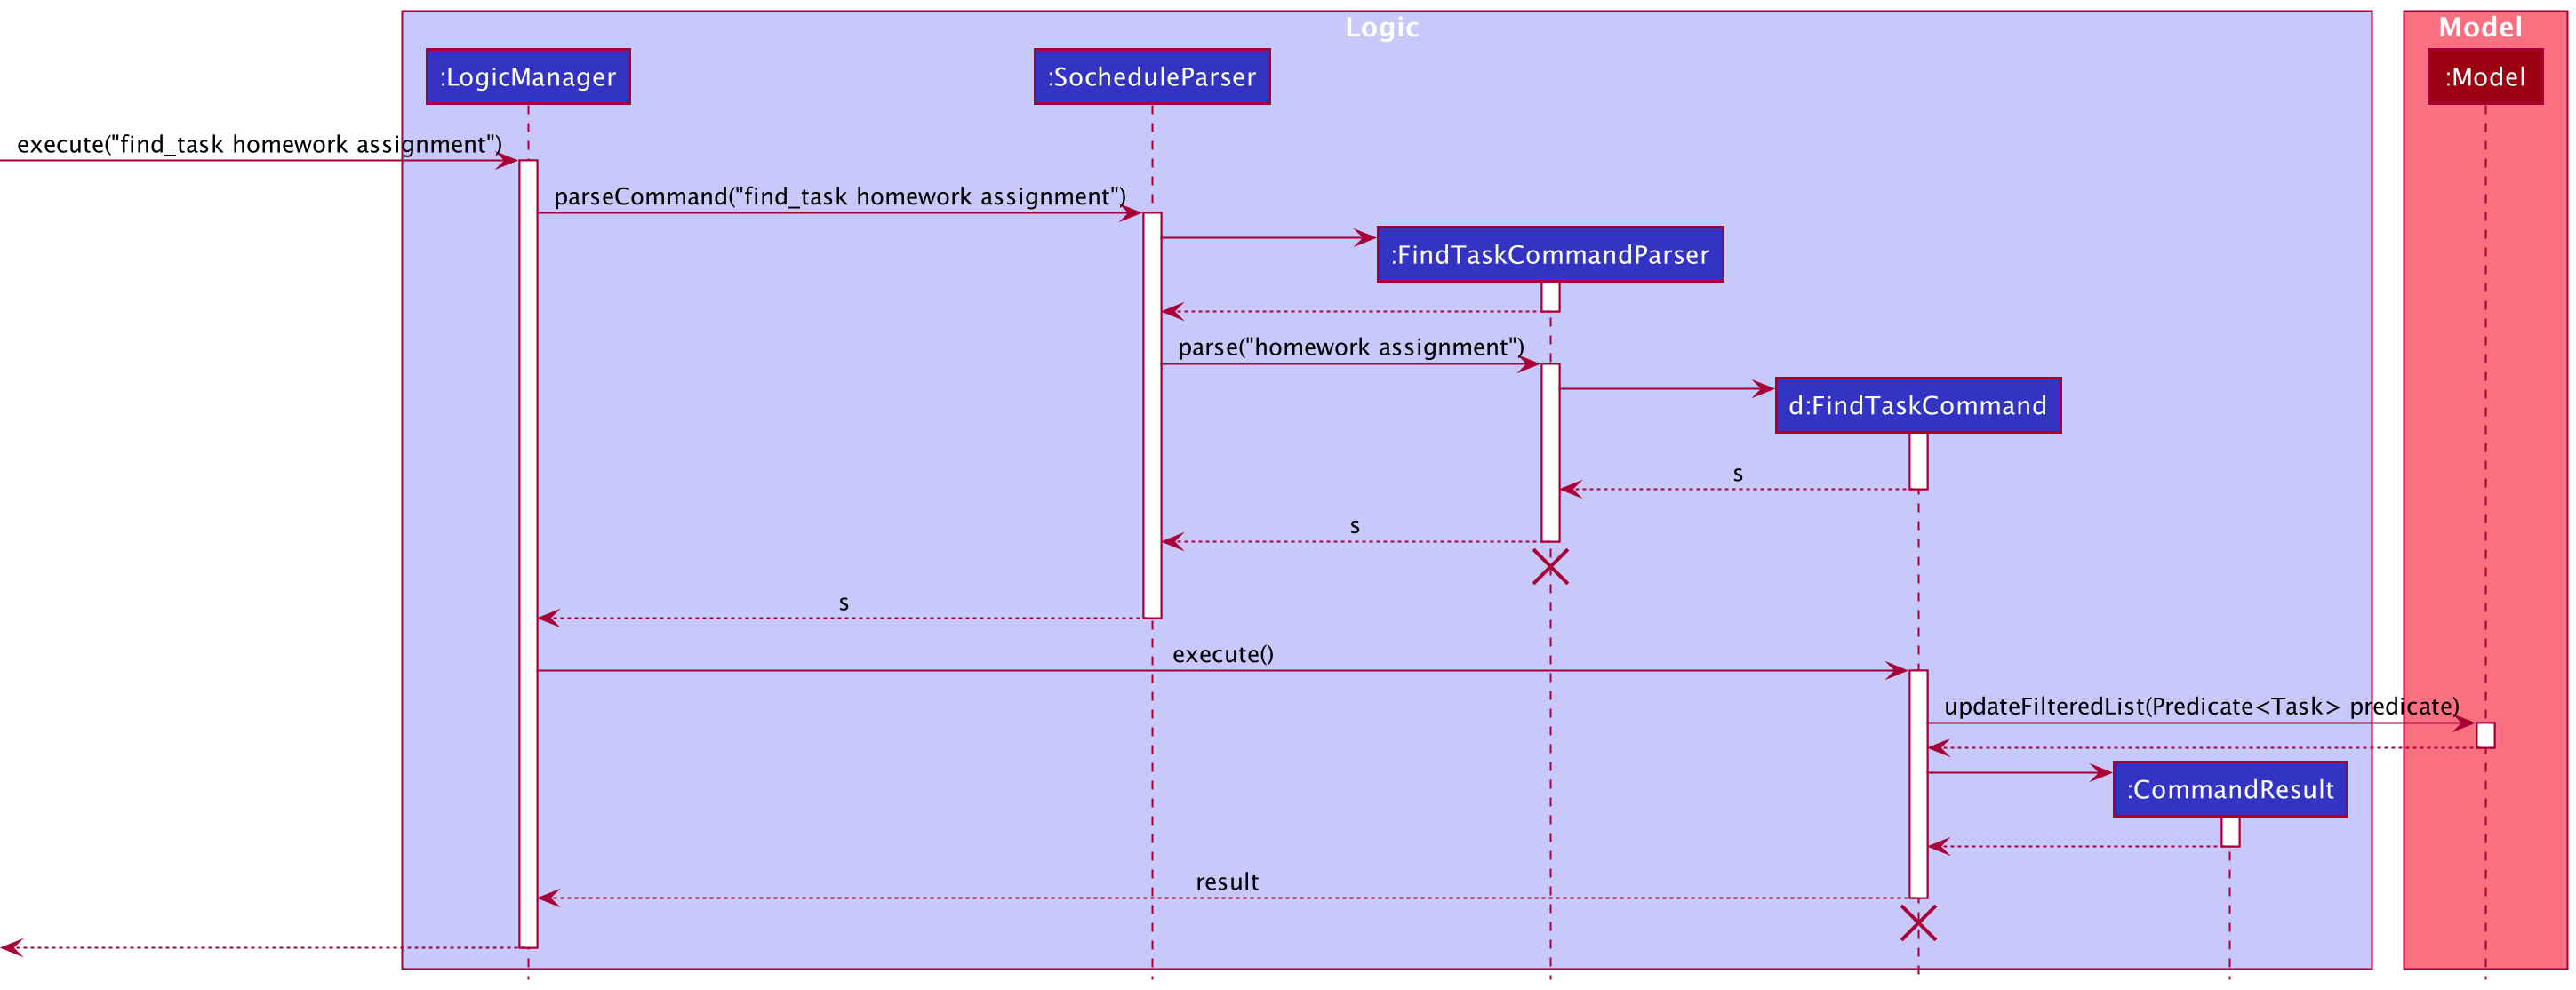 Logic
Model
:LogicManager
:SocheduleParser
:Model
execute("find_task homework assignment")
parseCommand("find_task homework assignment")
:FindTaskCommandParser
parse("homework assignment")
d:FindTaskCommand
s
s
s
execute()
updateFilteredList(Predicate<Task> predicate)
:CommandResult
result